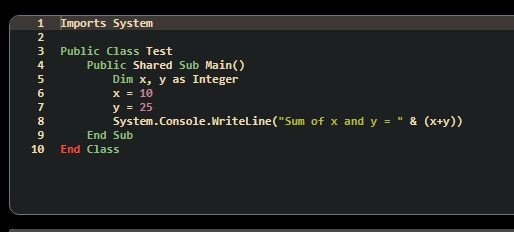 1 Imports System
2
3 Public Class Test
4     Public Shared Sub Main()
5         Dim x, y as Integer
6         x = 10
7         y = 25
8         System.Console.WriteLine("Sum of x and y = " & (x+y))
9     End Sub
10 End Class